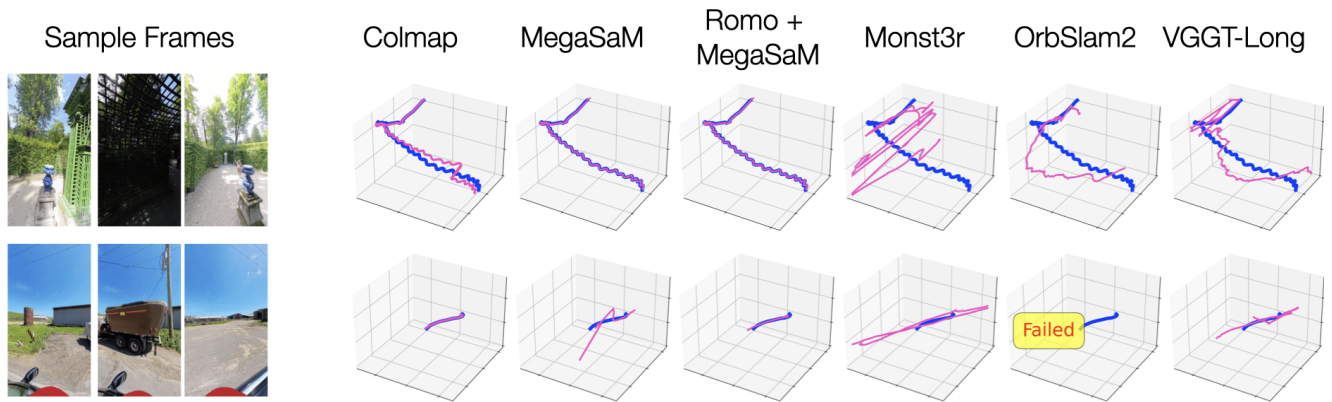 Sample Frames
Colmap
MegaSaM
Romo +
MegaSaM
Monst3r
OrbSlam2
VGGT-Long
Failed